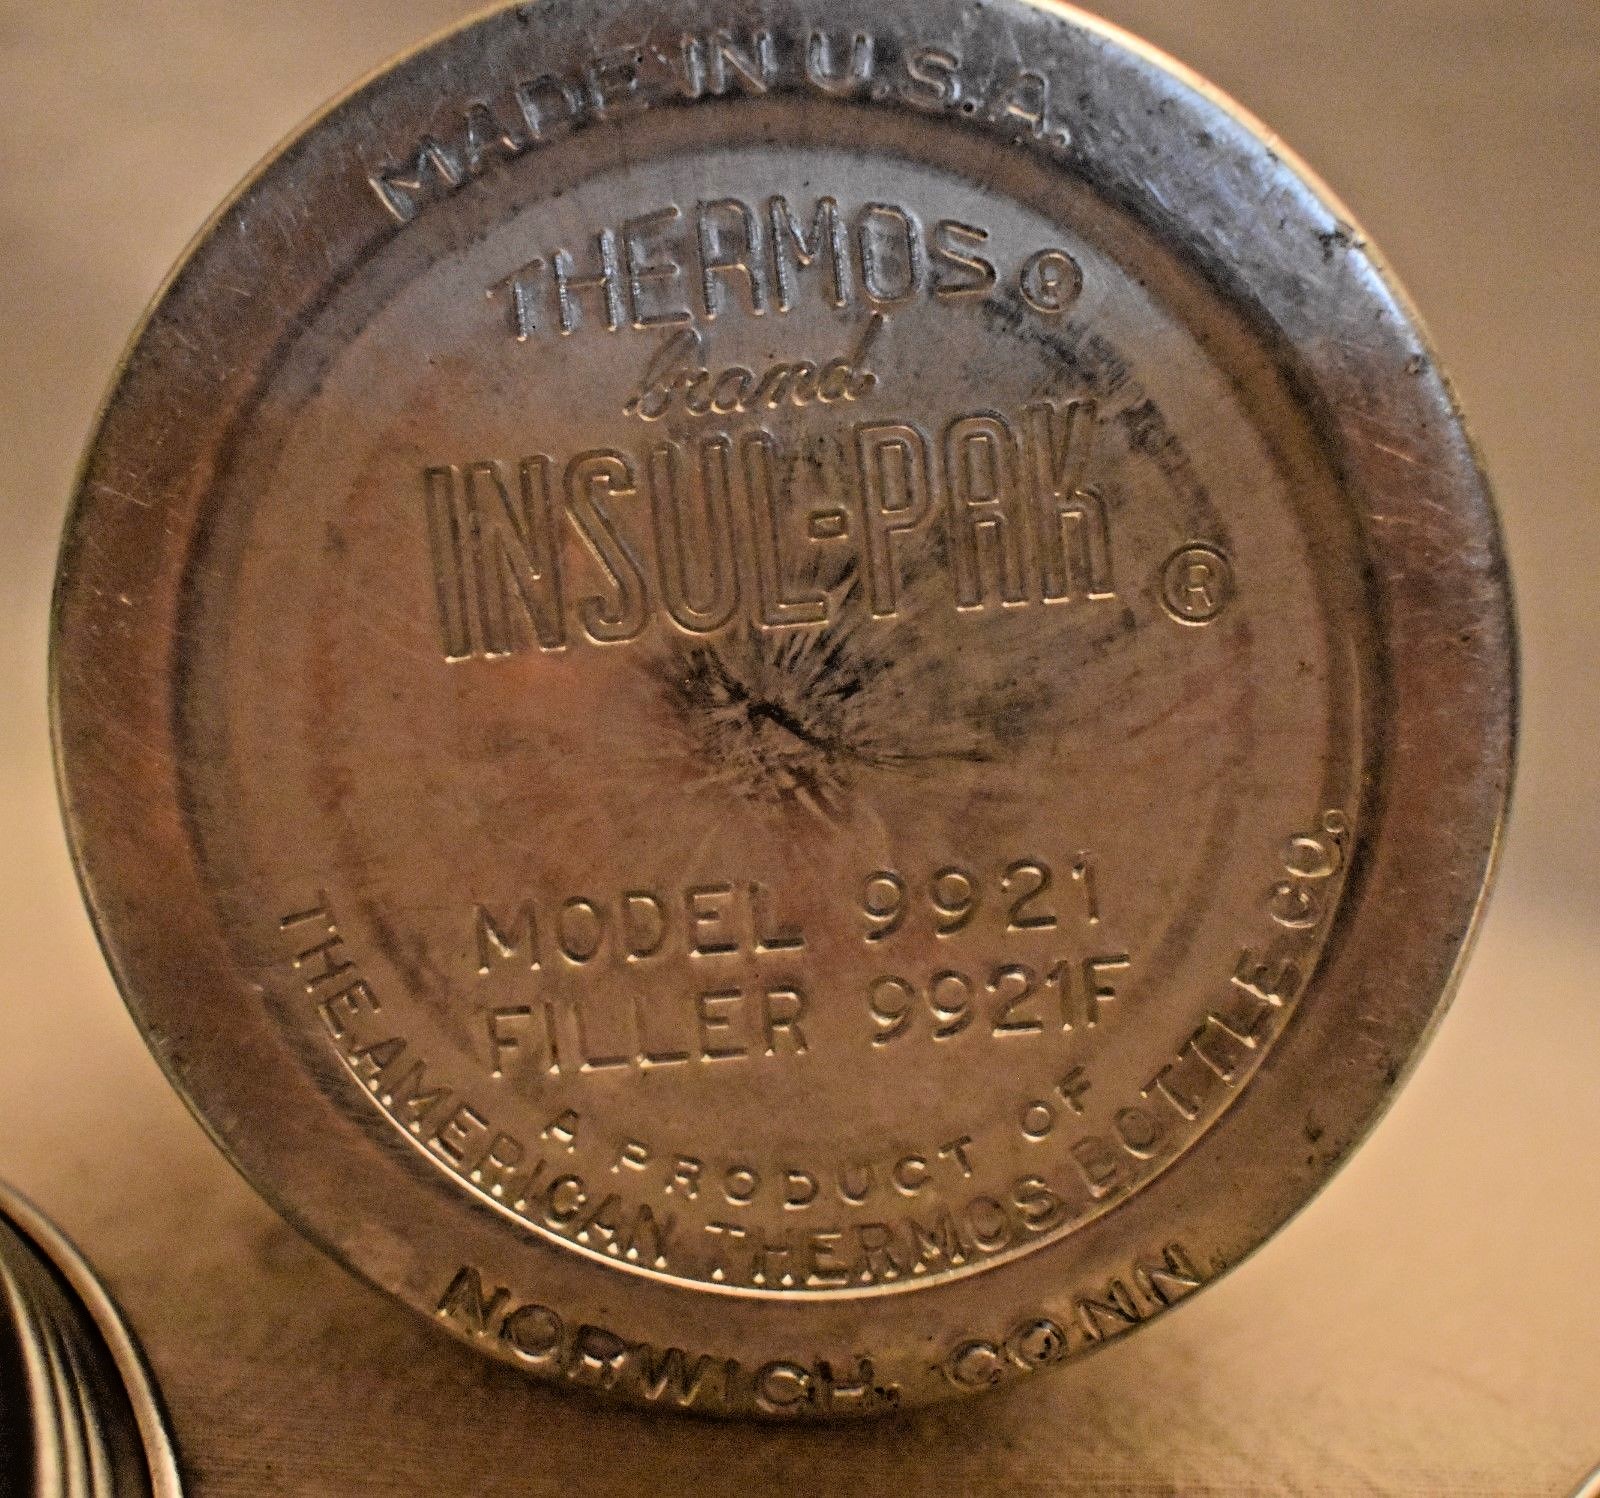 MADE IN U.S.A.
THERMOS ®
brand
INSUL-PAK ®
MODEL 9921
FILLER 9921F
A PRODUCT OF
THE AMERICAN THERMOS BOTTLE CO,
NORWICH, CONN.